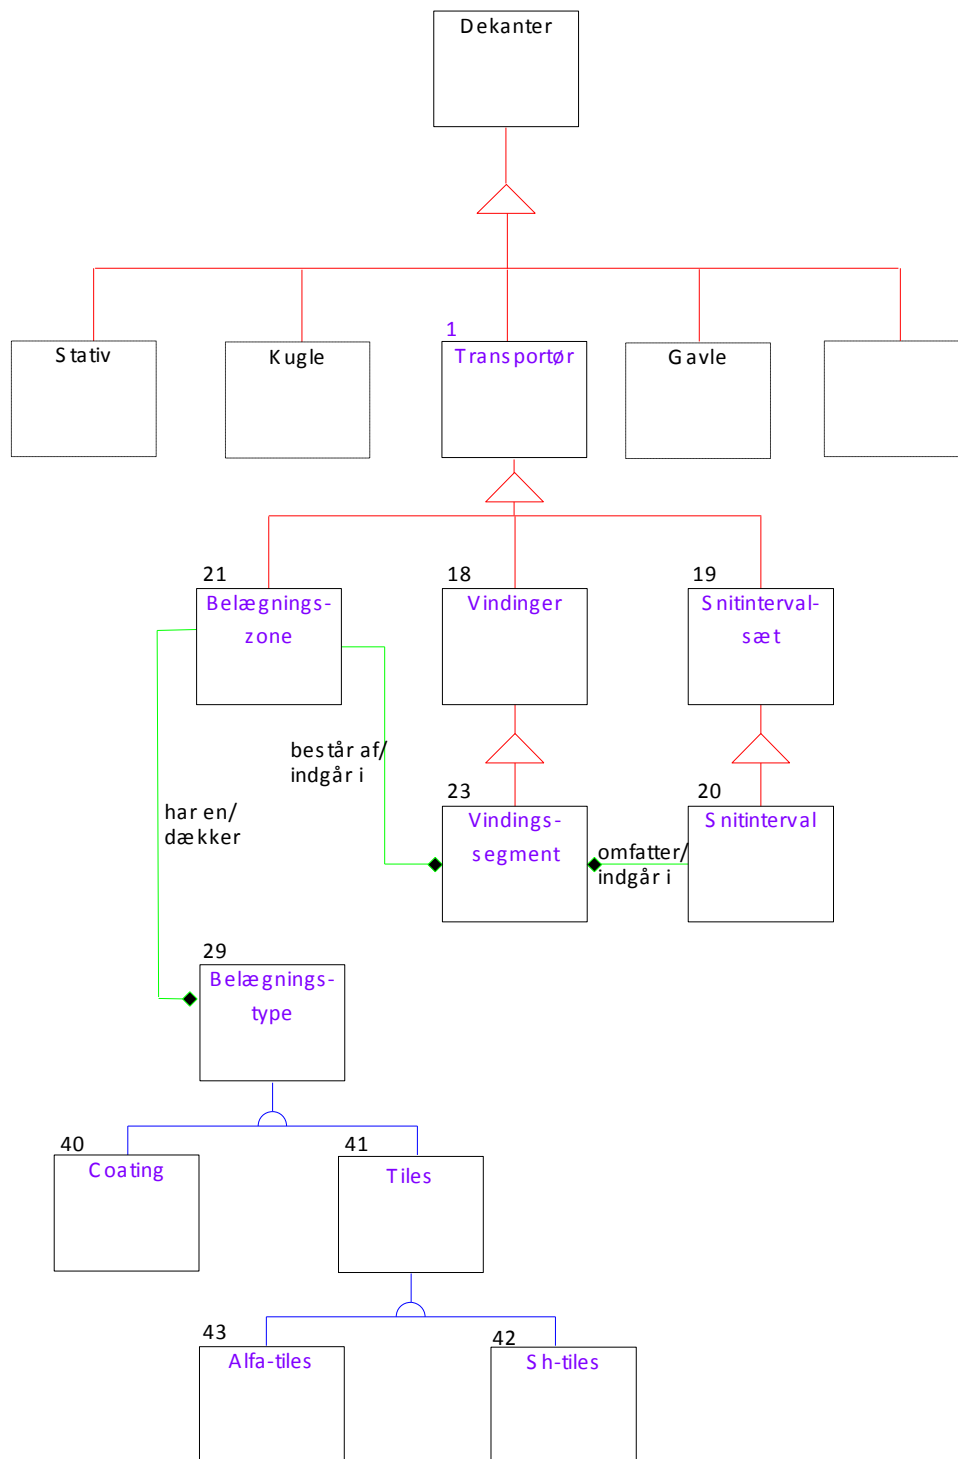 Dekanter
Stativ
Kugle
1
Transportør
Gavle
21
Belægnings-
zone
18
Vindinger
19
Snitinterval-
sæt
består af/
indgår i
har en/
dækker
23
Vindings-
segment
omfatter/
indgår i
20
Snitinterval
29
Belægnings-
type
40
Coating
41
Tiles
43
Alfa-tiles
42
Sh-tiles